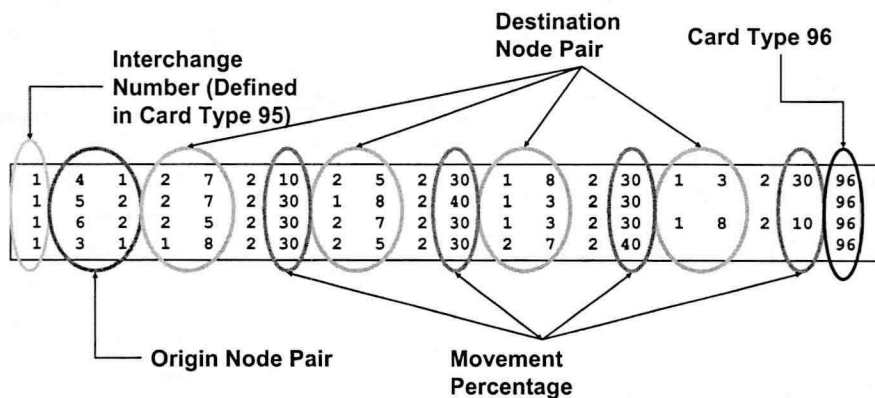 Destination
Node Pair
Card Type 96
Interchange
Number (Defined
in Card Type 95)
1 4 1 2 7 2 10 2 5 2 30 1 8 2 30 1 3 2 30 96
1 5 2 2 7 2 30 1 8 2 40 1 3 2 30 96
1 6 2 2 5 2 30 2 7 2 30 1 3 2 30 1 8 2 10 96
1 3 1 1 8 2 30 2 5 2 30 2 7 2 40 96
Origin Node Pair
Movement
Percentage